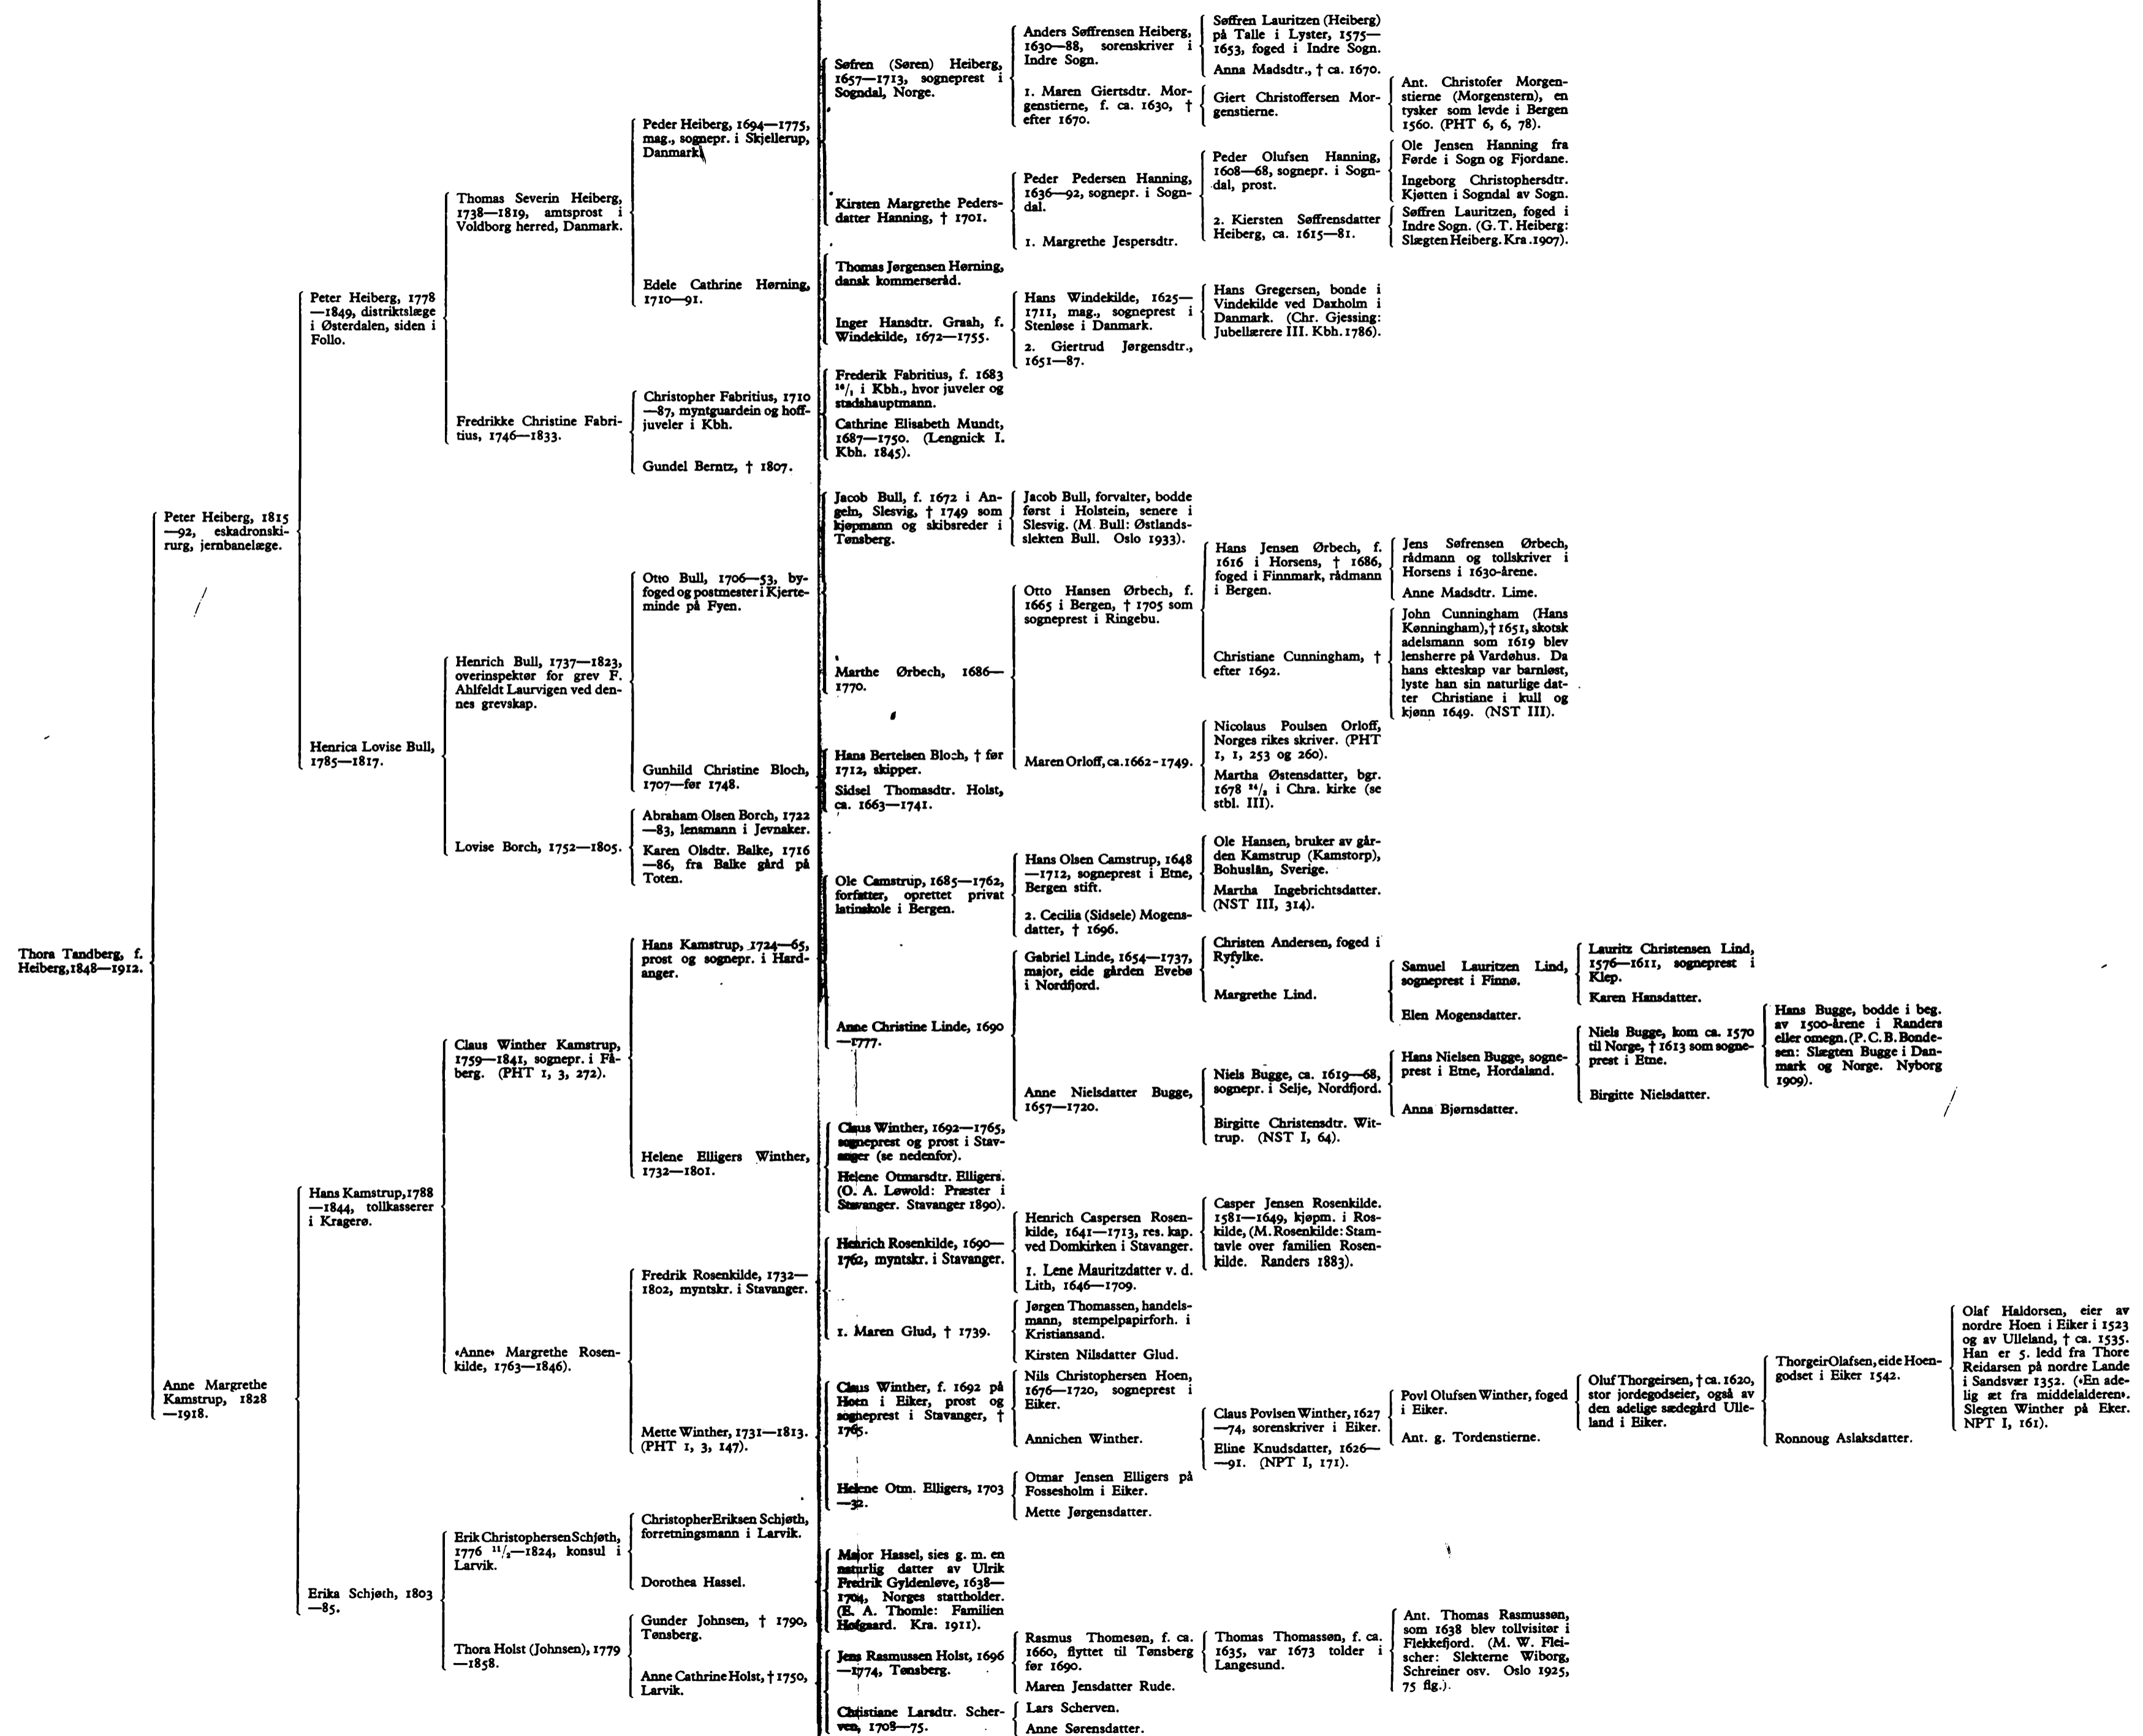 Thora Tandberg, f.
Heiberg, 1848—1912.
Peter Heiberg, 1815
—92, eskadronski-
rurg, jernbanelæge.
Anne Margrethe
Kamstrup, 1828
—1918.
Peter Heiberg, 1778
—1849, distriktslæge
i Østerdalen, siden i
Follo.
Henrica Lovise Bull,
1785—1817.
Hans Kamstrup, 1788
—1844, tollkasserer
i Kragerø.
Erika Schjøth, 1803
—85.
Thomas Severin Heiberg,
1738—1819, amtsprost i
Voldborg herred, Danmark.
Fredrikke Christine Fabri-
tius, 1746—1833.
Henrich Bull, 1737—1823,
overinspektør for grev F.
Ahlfeldt Laurvigen ved den-
nes grevskap.
Lovise Borch, 1752—1805.
Claus Winther Kamstrup,
1759—1841, sognepr. i Få-
berg. (PHT 1, 3, 272).
«Anne» Margrethe Rosen-
kilde, 1763—1846).
Erik Christophersen Schjøth,
1776 11/2—1824, konsul i
Larvik.
Thora Holst (Johnsen), 1779
—1858.
Peder Heiberg, 1694—1775,
mag., sognepr. i Skjellerup,
Danmark.
Edele Cathrine Hørning,
1710—91.
Christopher Fabritius, 1710
—87, myntguardein og hoff-
juveler i Kbh.
Gundel Berntz, † 1807.
Otto Bull, 1706—53, by-
foged og postmester i Kjerte-
minde på Fyen.
Gunhild Christine Bloch,
1707—før 1748.
Abraham Olsen Borch, 1722
—83, lensmann i Jevnaker.
Karen Olsdtr. Balke, 1716
—86, fra Balke gård på
Toten.
Hans Kamstrup, 1724—65,
prost og sognepr. i Hard-
anger.
Helene Elligers Winther,
1732—1801.
Fredrik Rosenkilde, 1732—
1802, myntskr. i Stavanger.
Mette Winther, 1731—1813.
(PHT 1, 3, 147).
Christopher Eriksen Schjøth,
forretningsmann i Larvik.
Dorothea Hassel.
Gunder Johnsen, † 1790,
Tønsberg.
Anne Cathrine Holst, † 1750,
Larvik.
Søfren (Søren) Heiberg,
1657—1713, sogneprest i
Sogndal, Norge.
Kirsten Margrethe Peders-
datter Hanning, † 1701.
Thomas Jørgensen Hørning,
dansk kommerseråd.
Inger Hansdtr. Graah, f.
Windekilde, 1672—1755.
Frederik Fabritius, f. 1683
i Kbh., hvor juveler og
stadshauptmann.
Cathrine Elisabeth Mundt,
1687—1750. (Lengnick I.
Kbh. 1845).
Jacob Bull, f. 1672 i An-
geln, Slesvig, † 1749 som
kjøpmann og skibsreder i
Tønsberg.
Marthe Ørbech, 1686—
1770.
Hans Bertelsen Bloch, † før
1712, skipper.
Sidsel Thomasdtr. Holst,
ca. 1663—1741.
Ole Camstrup, 1685—1762,
forfatter, oprettet privat
latinskole i Bergen.
Anne Christine Linde, 1690
—1777.
Claus Winther, 1692—1765,
sogneprest og prost i Stav-
anger (se nedenfor).
Helene Otmarsdtr. Elligers.
(O. A. Løwold: Præster i
Stavanger. Stavanger 1890).
Henrich Rosenkilde, 1690—
1762, myntskr. i Stavanger.
1. Maren Glud, † 1739.
Claus Winther, f. 1692 på
Hoen i Eiker, prost og
sogneprest i Stavanger, †
1765.
Helene Otm. Elligers, 1703
—32.
Major Hassel, sies g. m. en
naturlig datter av Ulrik
Fredrik Gyldenløve, 1638—
1704, Norges stattholder.
(E. A. Thomle: Familien
Hofgaard. Kra. 1911).
Jens Rasmussen Holst, 1696
—1774, Tønsberg.
Christiane Larsdtr. Scher-
ven, 1703—75.
Anders Søffrensen Heiberg,
1630—88, sorenskriver i
Indre Sogn.
1. Maren Giertsdtr. Mor-
genstierne, f. ca. 1630, †
efter 1670.
Peder Pedersen Hanning,
1636—92, sognepr. i Sogn-
dal.
1. Margrethe Jespersdtr.
Hans Windekilde, 1625—
1711, mag., sogneprest i
Stenløse i Danmark.
2. Giertrud Jørgensdtr.,
1651—87.
Jacob Bull, forvalter, bodde
først i Holstein, senere i
Slesvig. (M. Bull: Østlands-
slekten Bull. Oslo 1933).
Otto Hansen Ørbech, f.
1665 i Bergen, † 1705 som
sogneprest i Ringebu.
Maren Orloff, ca. 1662-1749.
Hans Olsen Camstrup, 1648
—1712, sogneprest i Etne,
Bergen stift.
2. Cecilia (Sidsele) Mogens-
datter, † 1696.
Gabriel Linde, 1654—1737,
major, eide gården Evebø
i Nordfjord.
Anne Nielsdatter Bugge,
1657—1720.
Henrich Caspersen Rosen-
kilde, 1641—1713, res. kap.
ved Domkirken i Stavanger.
1. Lene Mauritzdatter v. d.
Lith, 1646—1709.
Jørgen Thomassen, handels-
mann, stempelpapirforh. i
Kristiansand.
Kirsten Nilsdatter Glud.
Nils Christophersen Hoen,
1676—1720, sogneprest i
Eiker.
Annichen Winther.
Otmar Jensen Elligers på
Fossesholm i Eiker.
Mette Jørgensdatter.
Rasmus Thomesøn, f. ca.
1660, flyttet til Tønsberg
før 1690.
Maren Jensdatter Rude.
Lars Scherven.
Anne Sørensdatter.
Søffren Lauritzen (Heiberg)
på Talle i Lyster, 1575—
1653, foged i Indre Sogn.
Anna Madsdtr., † ca. 1670.
Giert Christoffersen Mor-
genstierne.
Peder Olufsen Hanning,
1608—68, sognepr. i Sogn-
dal, prost.
2. Kiersten Søffrensdatter
Heiberg, ca. 1615—81.
Hans Gregersen, bonde i
Vindekilde ved Daxholm i
Danmark. (Chr. Gjessing:
Jubellærere III. Kbh. 1786).
Hans Jensen Ørbech, f.
1616 i Horsens, † 1686,
foged i Finnmark, rådmann
i Bergen.
Christiane Cunningham, †
efter 1692.
Nicolaus Poulsen Orloff,
Norges rikes skriver. (PHT
1, 1, 253 og 260).
Martha Østensdatter, bgr.
1678 i Chra. kirke (se
stbl. III).
Ole Hansen, bruker av går-
den Kamstrup (Kamstorp),
Bohuslän, Sverige.
Martha Ingebrichtsdatter.
(NST III, 314).
Christen Andersen, foged i
Ryfylke.
Margrethe Lind.
Niels Bugge, ca. 1619—68,
sognepr. i Selje, Nordfjord.
Birgitte Christensdtr. Wit-
trup. (NST I, 64).
Casper Jensen Rosenkilde.
1581—1649, kjøpm. i Ros-
kilde, (M. Rosenkilde: Stam-
tavle over familien Rosen-
kilde. Randers 1883).
Claus Povlsen Winther, 1627
—74, sorenskriver i Eiker.
Eline Knudsdatter, 1626—
—91. (NPT I, 171).
Thomas Thomassøn, f. ca.
1635, var 1673 tolder i
Langesund.
Ant. Christofer Morgen-
stierne (Morgenstern), en
tysker som levde i Bergen
1560. (PHT 6, 6, 78).
Ole Jensen Hanning fra
Førde i Sogn og Fjordane.
Ingeborg Christophersdtr.
Kjøtten i Sogndal av Sogn.
Søffren Lauritzen, foged i
Indre Sogn. (G. T. Heiberg:
Slægten Heiberg. Kra. 1907).
Jens Søfrensen Ørbech,
rådmann og tollskriver i
Horsens i 1630-årene.
Anne Madsdtr. Lime.
John Cunningham (Hans
Kønningham), † 1651, skotsk
adelsmann som 1619 blev
lensherre på Vardøhus. Da
hans ekteskap var barnløst,
lyste han sin naturlige dat-
ter Christiane i kull og
kjønn 1649. (NST III).
Samuel Lauritzen Lind,
sogneprest i Finnø.
Elen Mogensdatter.
Hans Nielsen Bugge, sogne-
prest i Etne, Hordaland.
Anna Bjørnsdatter.
Povl Olufsen Winther, foged
i Eiker.
Ant. g. Tordenstierne.
Ant. Thomas Rasmussøn,
som 1638 blev tollvisitør i
Flekkefjord. (M. W. Flei-
scher: Slekterne Wiborg,
Schreiner osv. Oslo 1925,
75 flg.).
Lauritz Christensen Lind,
1576—1611, sogneprest i
Klep.
Karen Hansdatter.
Niels Bugge, kom ca. 1570
til Norge, † 1613 som sogne-
prest i Etne.
Birgitte Nielsdatter.
Oluf Thorgeirsen, † ca. 1620,
stor jordegodseier, også av
den adelige sædegård Ulle-
land i Eiker.
Hans Bugge, bodde i beg.
av 1500-årene i Randers
eller omegn. (P. C. B. Bonde-
sen: Slægten Bugge i Dan-
mark og Norge. Nyborg
1909).
Thorgeir Olafsen, eide Hoen-
godset i Eiker 1542.
Ronnoug Aslaksdatter.
Olaf Haldorsen, eier av
nordre Hoen i Eiker i 1523
og av Ulleland, † ca. 1535.
Han er 5. ledd fra Thore
Reidarsen på nordre Lande
i Sandsvær 1352. («En ade-
lig æt fra middelalderen».
Slegten Winther på Eker.
NPT I, 161).